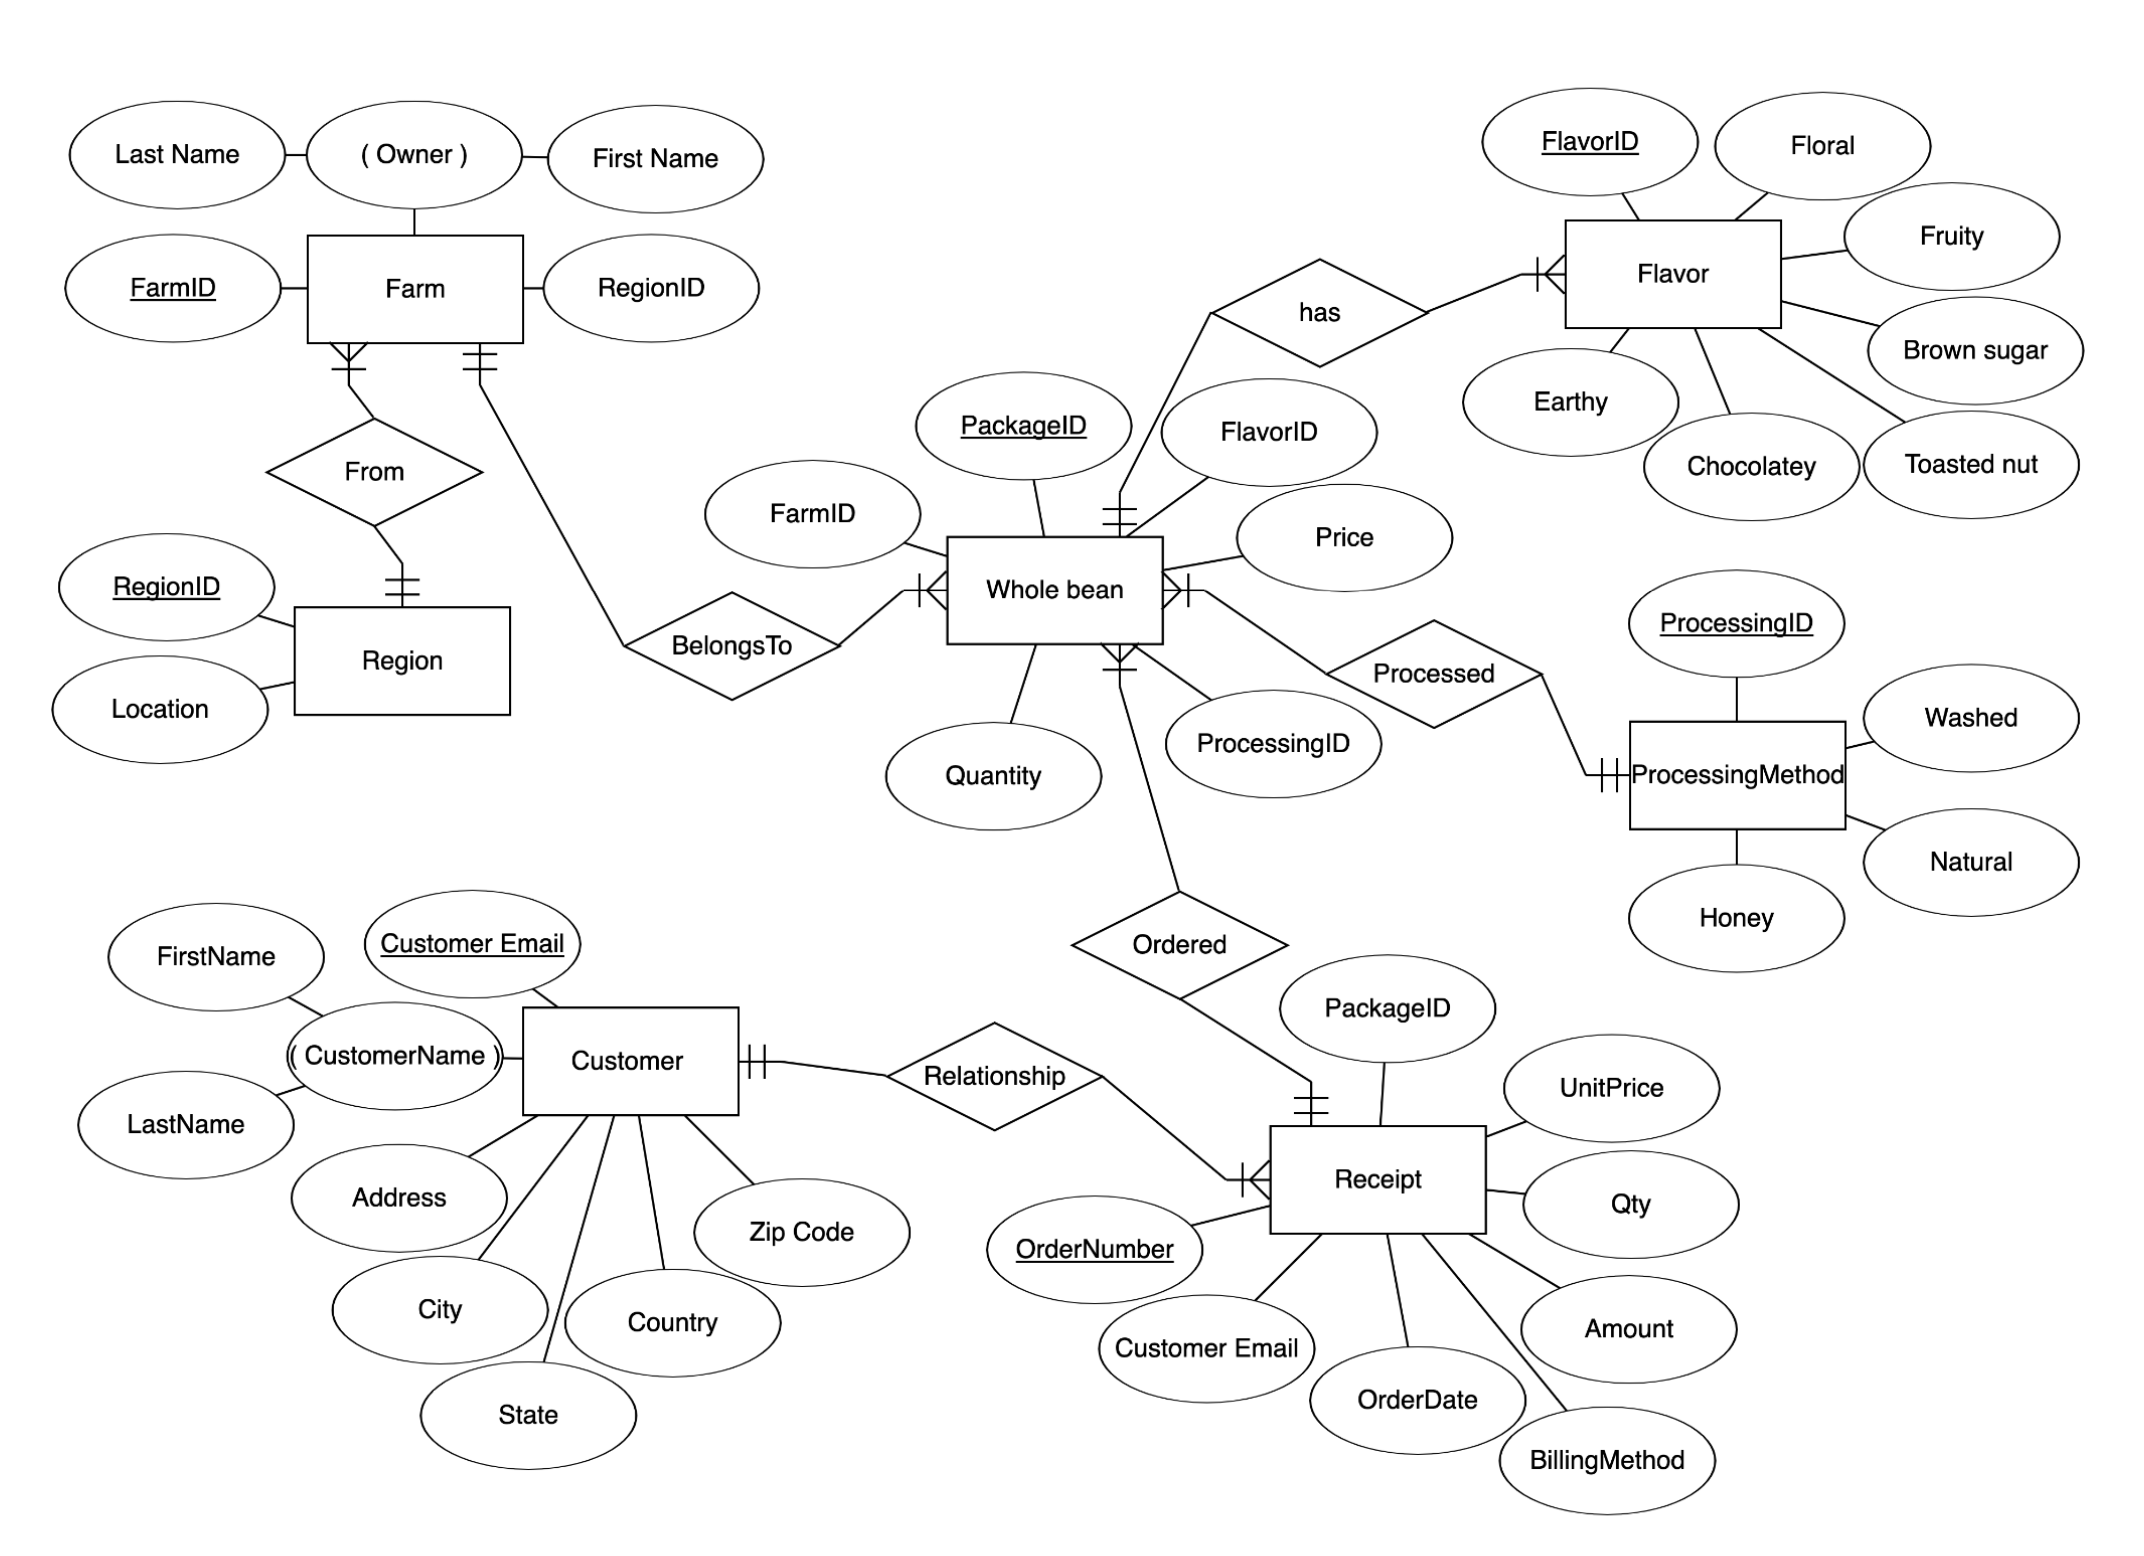 Last Name
( Owner )
First Name
FarmID
Farm
RegionID
From
RegionID
Region
Location
BelongsTo
FlavorID
Floral
Fruity
Flavor
Brown sugar
Earthy
Chocolatey
Toasted nut
has
PackageID
FlavorID
FarmID
Price
Whole bean
Quantity
ProcessingID
Processed
ProcessingID
Washed
ProcessingMethod
Natural
Honey
Ordered
FirstName
Customer Email
( CustomerName )
Customer
LastName
Address
Zip Code
City
Country
State
Relationship
PackageID
UnitPrice
Receipt
Qty
OrderNumber
Customer Email
OrderDate
Amount
BillingMethod